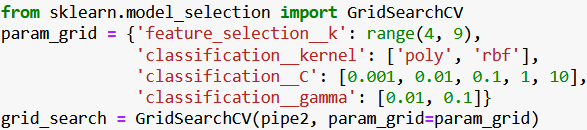 from sklearn.model_selection import GridSearchCV
param_grid = {'feature_selection__k': range(4, 9),
'classification__kernel': ['poly', 'rbf'],
'classification__C': [0.001, 0.01, 0.1, 1, 10],
'classification__gamma': [0.01, 0.1]}
grid_search = GridSearchCV(pipe2, param_grid=param_grid)